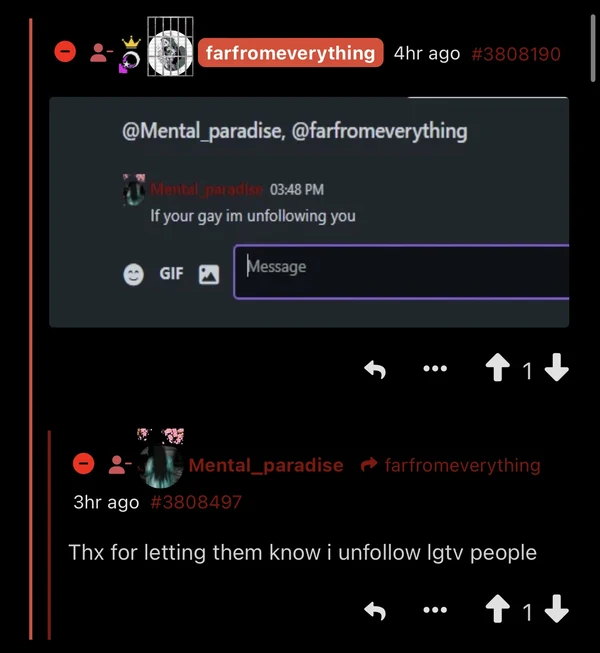 farfromeverything 4hr ago #3808190
@Mental_paradise, @farfromeverything
Mental_paradise 03:48 PM
If your gay im unfollowing you
GIF Message
1
Mental_paradise farfromeverything
3hr ago #3808497
Thx for letting them know i unfollow lgtv people
1